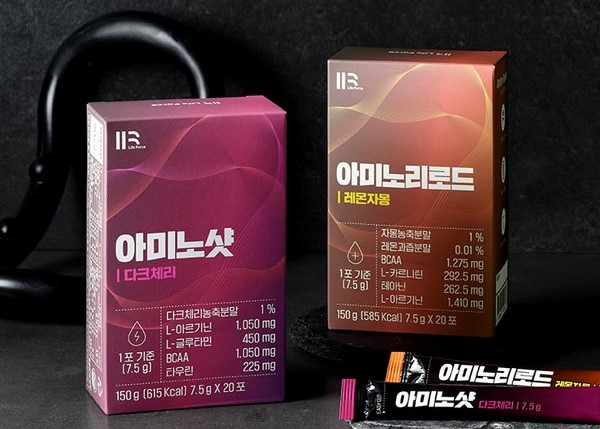 Life Force
아미노샷
다크체리
1포 기준
(7.5 g)
다크체리농축분말 1 %
L-아르기닌 1,050 mg
L-글루타민 450 mg
BCAA 1,050 mg
타우린 225 mg
150 g (615 Kcal) 7.5 g X 20 포
Life Force
아미노리로드
레몬자몽
1포 기준
(7.5 g)
자몽농축분말 1 %
레몬과즙분말 0.01 %
BCAA 1,275 mg
L-카르니틴 292.5 mg
테아닌 262.5 mg
L-아르기닌 1,410 mg
150 g (585 Kcal) 7.5 g X 20 포
아미노리로드
아미노샷 다크체리 | 7.5 g